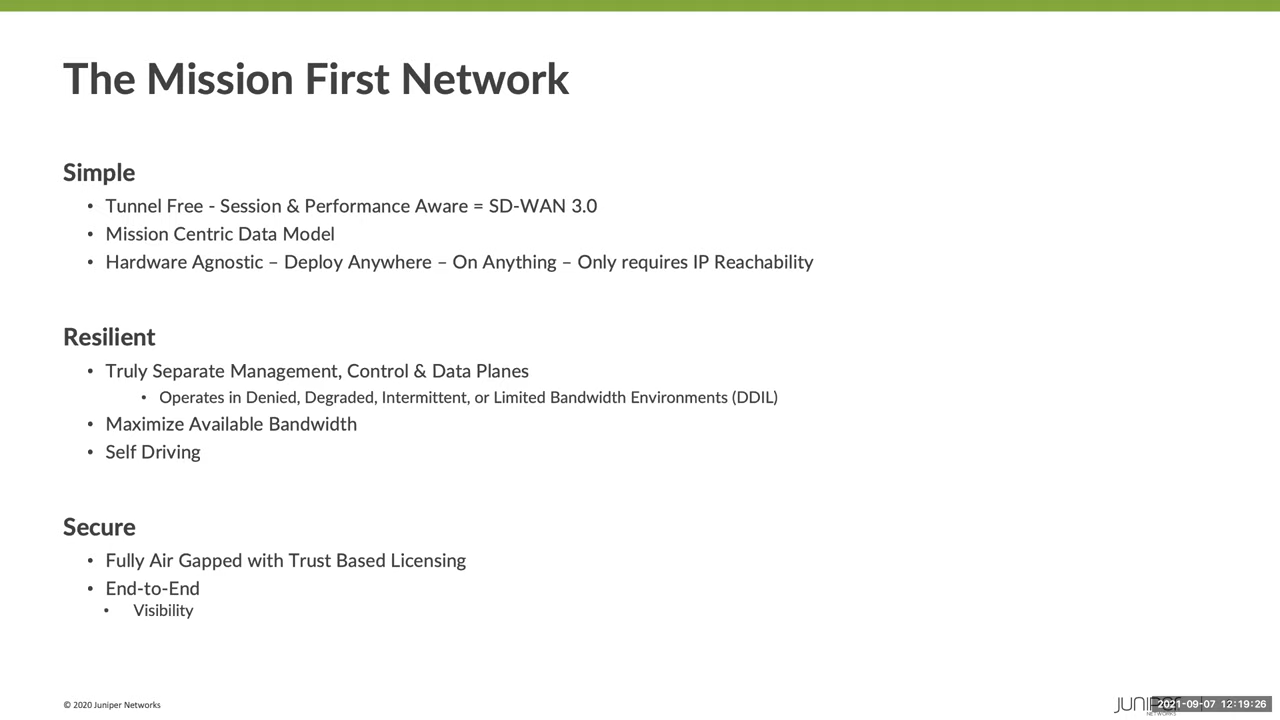 The Mission First Network
Simple
• Tunnel Free - Session & Performance Aware = SD-WAN 3.0
• Mission Centric Data Model
• Hardware Agnostic – Deploy Anywhere – On Anything – Only requires IP Reachability
Resilient
• Truly Separate Management, Control & Data Planes
• Operates in Denied, Degraded, Intermittent, or Limited Bandwidth Environments (DDIL)
• Maximize Available Bandwidth
• Self Driving
Secure
• Fully Air Gapped with Trust Based Licensing
• End-to-End
• Visibility
© 2020 Juniper Networks
JUNIPER
NETWORKS
2021-09-07 12:19:26